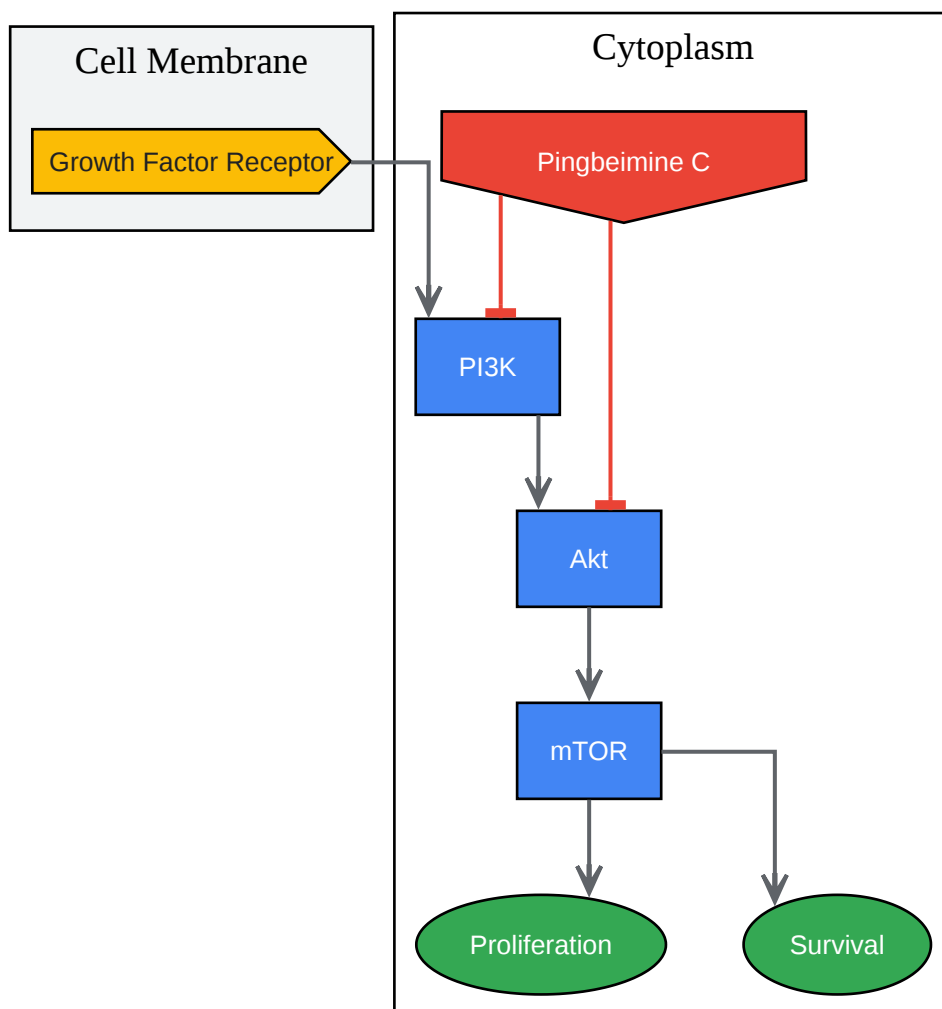 Cell Membrane
Cytoplasm
Growth Factor Receptor
Pingbeimine C
PI3K
Akt
mTOR
Proliferation
Survival